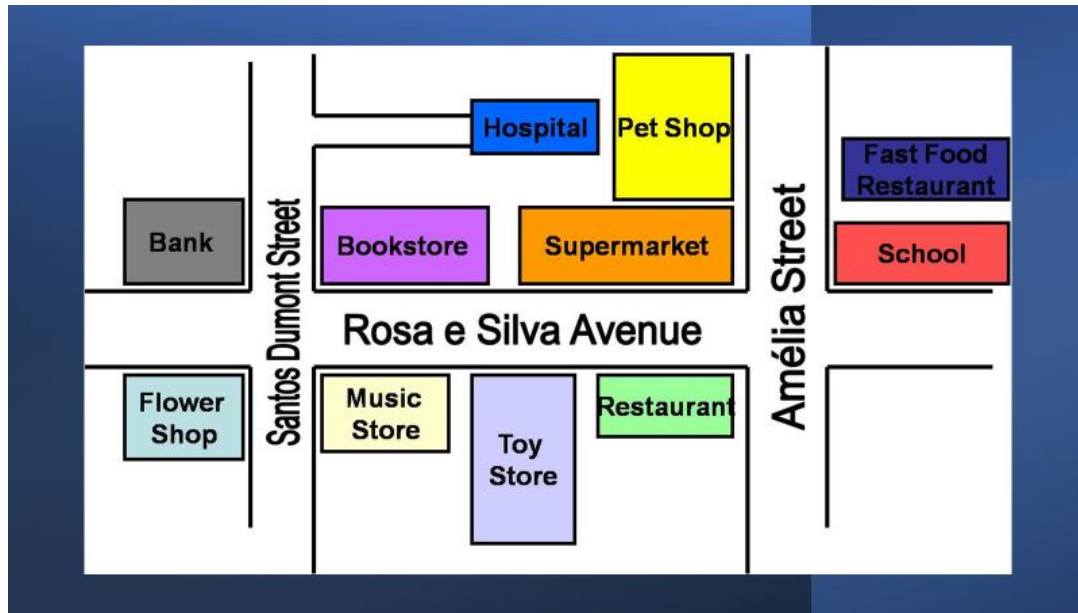 Hospital
Pet Shop
Fast Food
Restaurant
Bank
Santos Dumont Street
Bookstore
Supermarket
Amélia Street
School
Rosa e Silva Avenue
Flower
Shop
Music
Store
Toy
Store
Restaurant